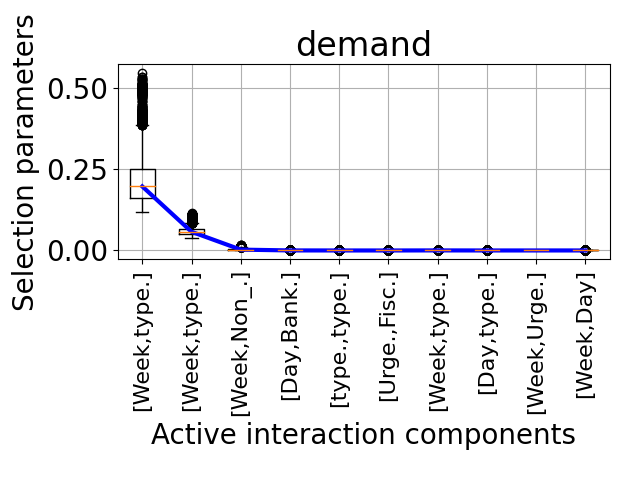 demand
Selection parameters
0.50
0.25
0.00
[Week,type.]
[Week,type.]
[Week,Non_.]
[Day,Bank.]
[type.,type.]
[Urge.,Fisc.]
[Week,type.]
[Day,type.]
[Week,Urge.]
[Week,Day]
Active interaction components